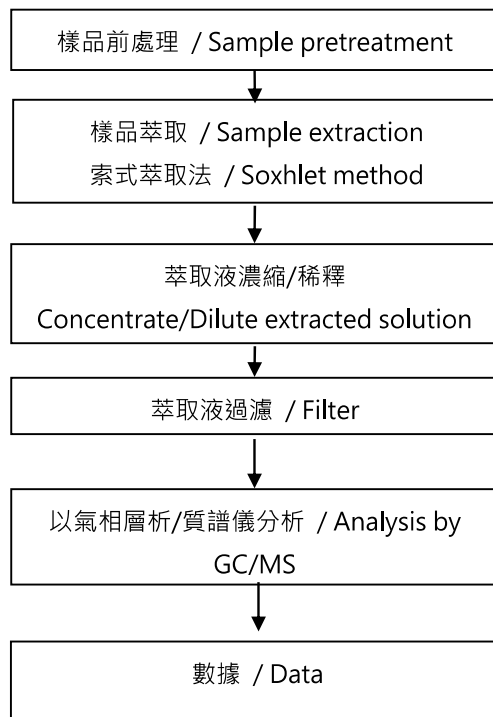 樣品前處理 / Sample pretreatment
樣品萃取 / Sample extraction
索式萃取法 / Soxhlet method
萃取液濃縮/稀釋
Concentrate/Dilute extracted solution
萃取液過濾 / Filter
以氣相層析/質譜儀分析 / Analysis by
GC/MS
數據 / Data